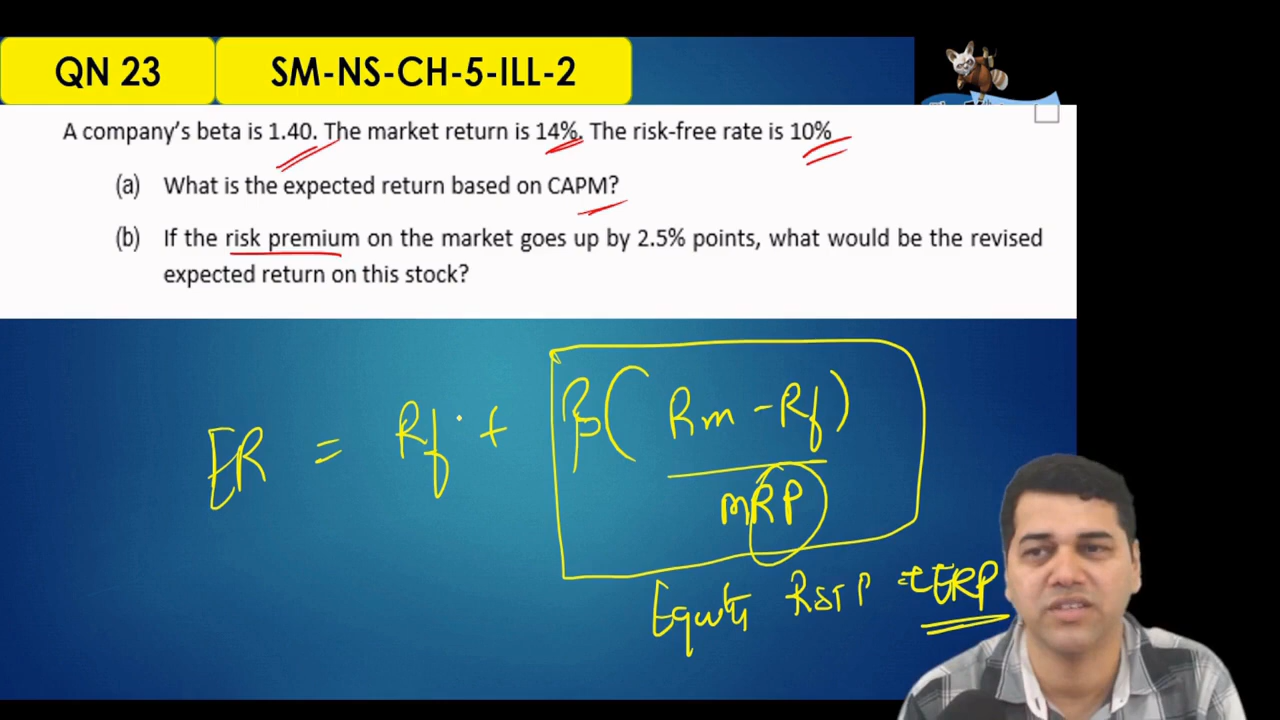 QN 23
SM-NS-CH-5-ILL-2
A company's beta is 1.40. The market return is 14%. The risk-free rate is 10%
(a) What is the expected return based on CAPM?
(b) If the risk premium on the market goes up by 2.5% points, what would be the revised
expected return on this stock?
ER = Rf + β(Rm - Rf)
MRP
Equity ERP